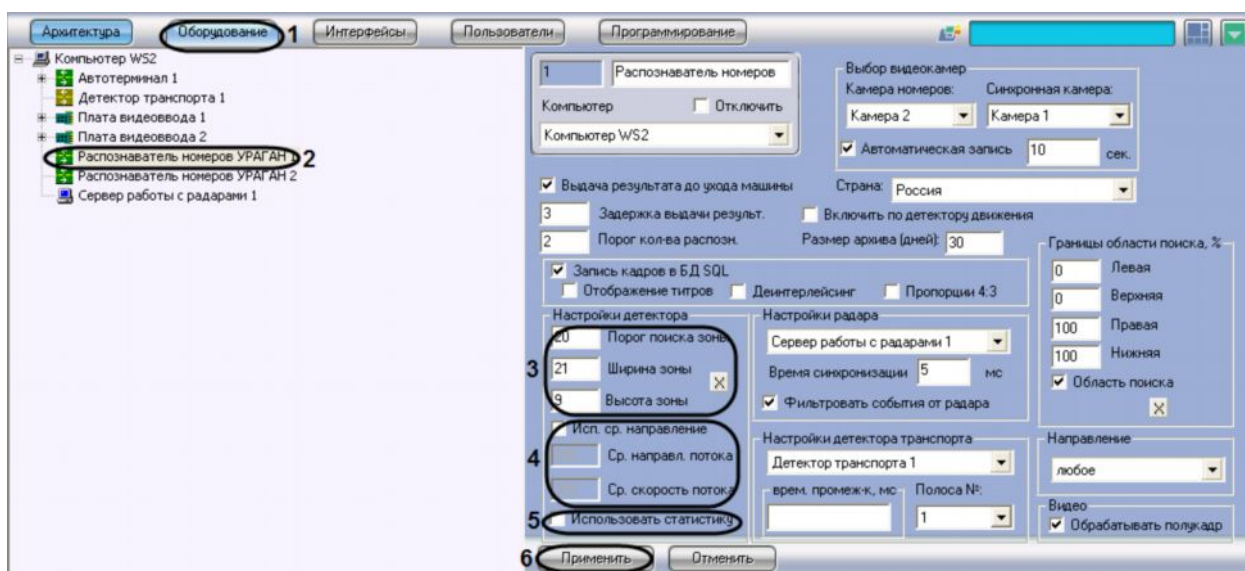 Архитектура Оборудование 1 Интерфейсы Пользователи Программирование
Компьютер WS2
Автотерминал 1
Детектор транспорта 1
Плата видеоввода 1
Плата видеоввода 2
Распознаватель номеров УРАГАН 1 2
Распознаватель номеров УРАГАН 2
Сервер работы с радарами 1
1 Распознаватель номеров
Компьютер Отключить
Компьютер WS2
Выбор видеокамер
Камера номеров: Синхронная камера:
Камера 2 Камера 1
Автоматическая запись 10 сек.
Выдача результата до ухода машины
Страна: Россия
3 Задержка выдачи результ.
Включить по детектору движения
2 Порог кол-ва распозн.
Размер архива (дней): 30
Запись кадров в БД SQL
Отображение титров Деинтерлейсинг Пропорции 4:3
Границы области поиска, %
0 Левая
0 Верхняя
100 Правая
100 Нижняя
Область поиска
X
Настройки детектора
20 Порог поиска зоны
3 21 Ширина зоны
X
9 Высота зоны
Исп. ср. направление
4 Ср. направл. потока
Ср. скорость потока
5 Использовать статистику
Настройки радара
Сервер работы с радарами 1
Время синхронизации 5 мс
Фильтровать события от радара
Настройки детектора транспорта
Детектор транспорта 1
врем. промеж-к, мс Полоса №:
1
Направление
любое
Видео
Обрабатывать полукадр
6 Применить Отменить